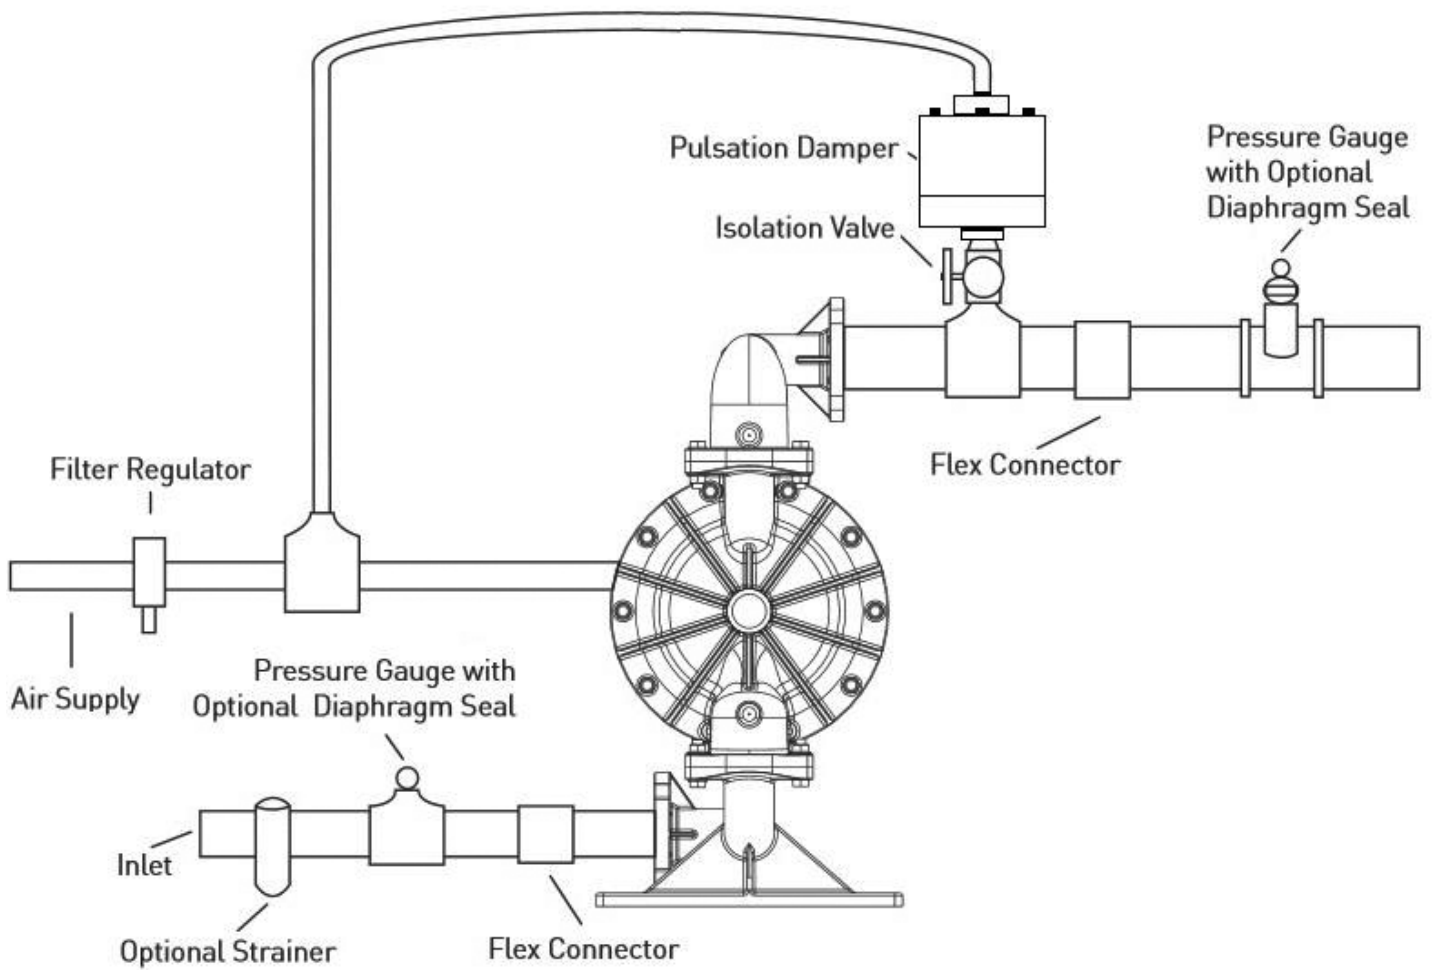 Pulsation Damper
Pressure Gauge
with Optional
Diaphragm Seal
Isolation Valve
Flex Connector
Filter Regulator
Air Supply
Pressure Gauge with
Optional Diaphragm Seal
Inlet
Optional Strainer
Flex Connector